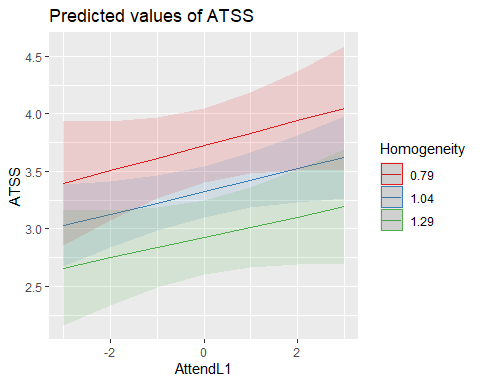 Predicted values of ATSS
4.5
4.0
3.5
3.0
2.5
ATSS
-2
0
2
AttendL1
Homogeneity
0.79
1.04
1.29